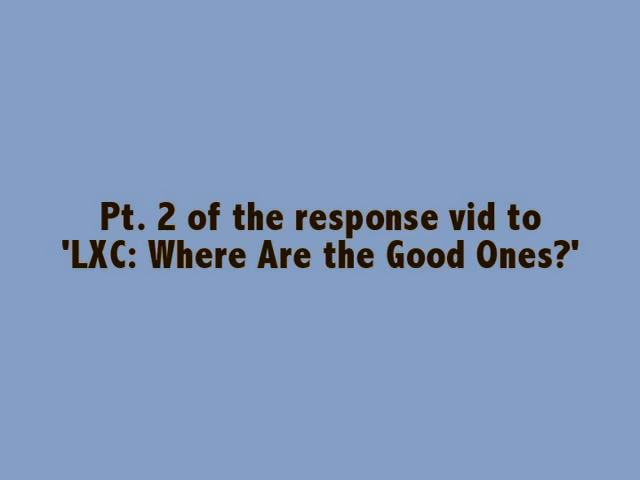 Pt. 2 of the response vid to
'LXC: Where Are the Good Ones?'